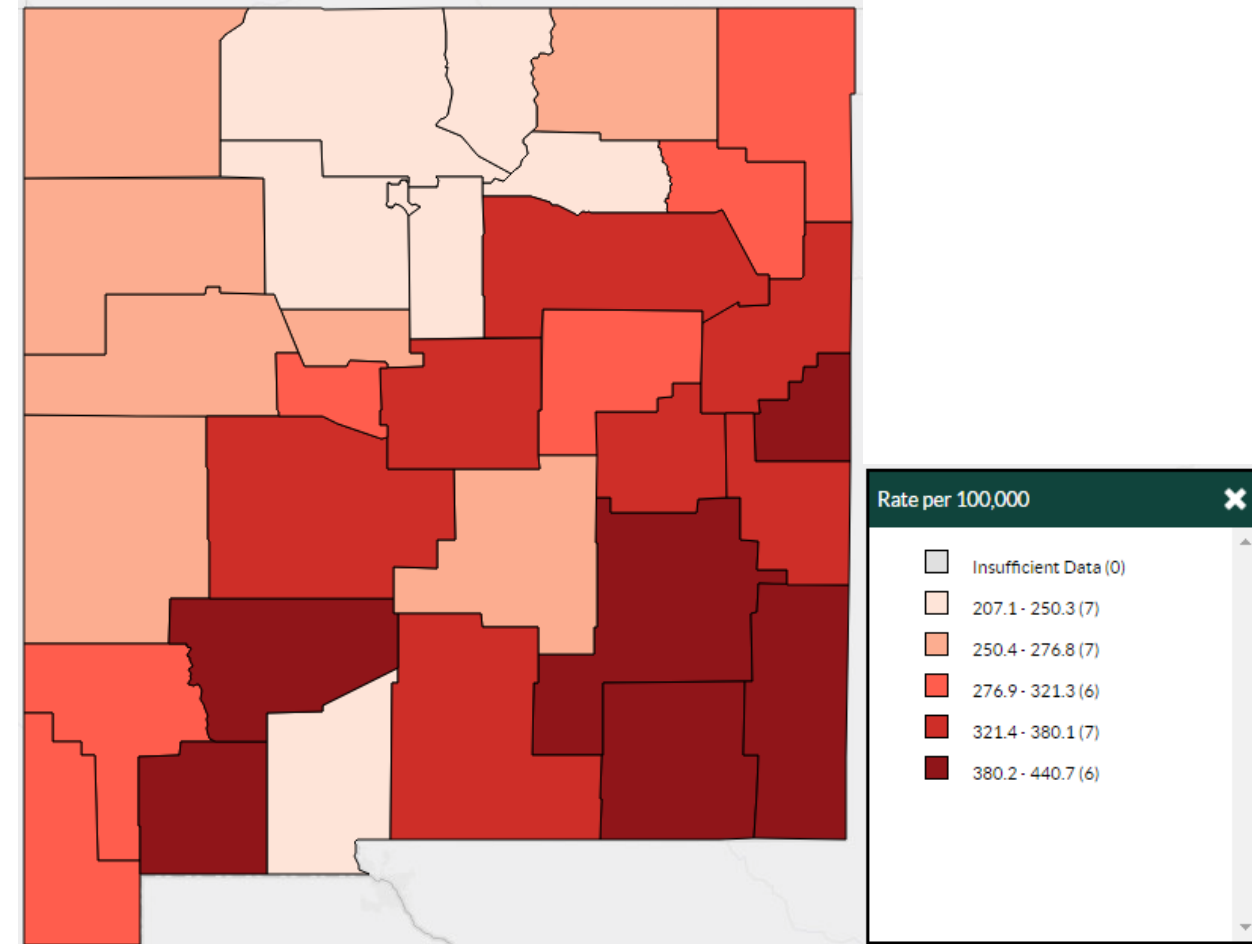 Rate per 100,000
Insufficient Data (0)
207.1 - 250.3 (7)
250.4 - 276.8 (7)
276.9 - 321.3 (6)
321.4 - 380.1 (7)
380.2 - 440.7 (6)